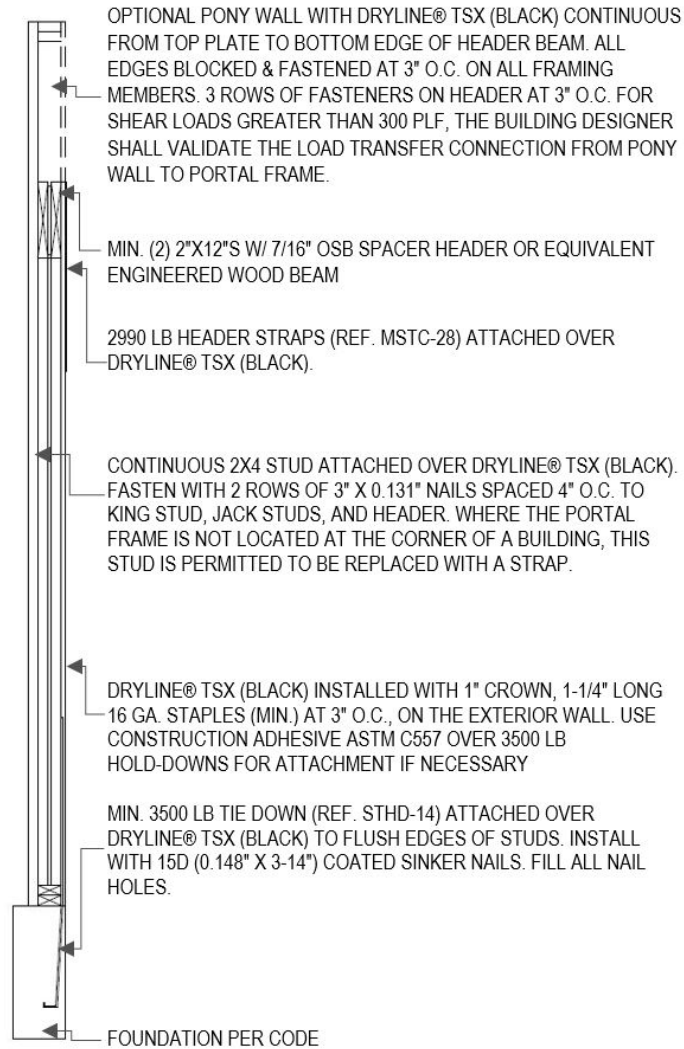 OPTIONAL PONY WALL WITH DRYLINE® TSX (BLACK) CONTINUOUS
FROM TOP PLATE TO BOTTOM EDGE OF HEADER BEAM. ALL
EDGES BLOCKED & FASTENED AT 3" O.C. ON ALL FRAMING
MEMBERS. 3 ROWS OF FASTENERS ON HEADER AT 3" O.C. FOR
SHEAR LOADS GREATER THAN 300 PLF, THE BUILDING DESIGNER
SHALL VALIDATE THE LOAD TRANSFER CONNECTION FROM PONY
WALL TO PORTAL FRAME.
MIN. (2) 2"X12"S W/ 7/16" OSB SPACER HEADER OR EQUIVALENT
ENGINEERED WOOD BEAM
2990 LB HEADER STRAPS (REF. MSTC-28) ATTACHED OVER
DRYLINE® TSX (BLACK).
CONTINUOUS 2X4 STUD ATTACHED OVER DRYLINE® TSX (BLACK).
FASTEN WITH 2 ROWS OF 3" X 0.131" NAILS SPACED 4" O.C. TO
KING STUD, JACK STUDS, AND HEADER. WHERE THE PORTAL
FRAME IS NOT LOCATED AT THE CORNER OF A BUILDING, THIS
STUD IS PERMITTED TO BE REPLACED WITH A STRAP.
DRYLINE® TSX (BLACK) INSTALLED WITH 1" CROWN, 1-1/4" LONG
16 GA. STAPLES (MIN.) AT 3" O.C., ON THE EXTERIOR WALL. USE
CONSTRUCTION ADHESIVE ASTM C557 OVER 3500 LB
HOLD-DOWNS FOR ATTACHMENT IF NECESSARY
MIN. 3500 LB TIE DOWN (REF. STHD-14) ATTACHED OVER
DRYLINE® TSX (BLACK) TO FLUSH EDGES OF STUDS. INSTALL
WITH 15D (0.148" X 3-14") COATED SINKER NAILS. FILL ALL NAIL
HOLES.
FOUNDATION PER CODE